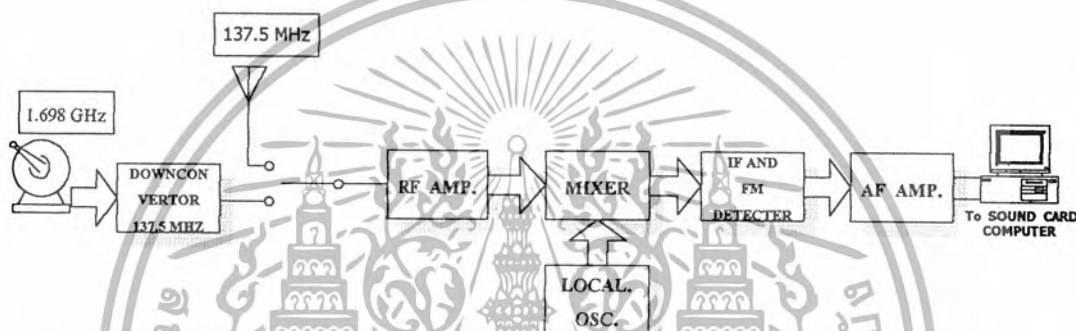 137.5 MHz
1.698 GHz
DOWNCON
VERTOR
137.5 MHZ
RF AMP.
MIXER
IF AND
FM
DETECTER
AF AMP.
To SOUND CARD
COMPUTER
LOCAL.
OSC.